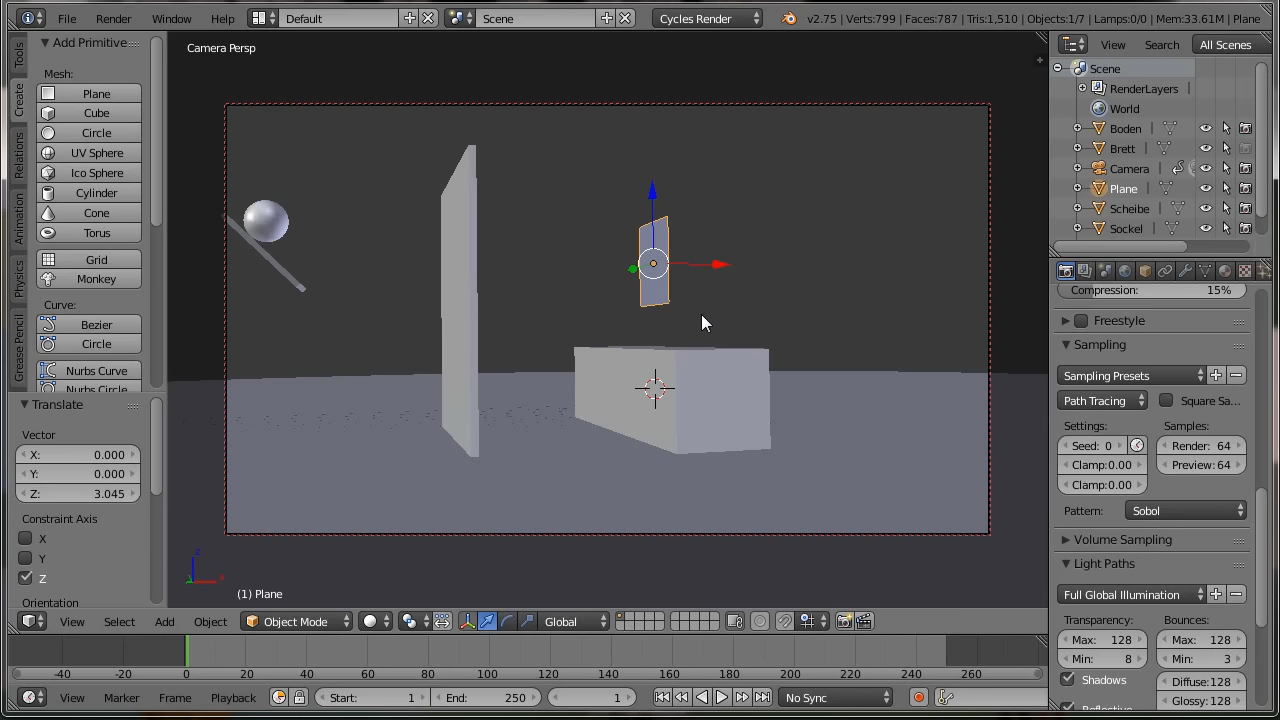 File Render Window Help Default Scene Cycles Render v2.75 | Verts:799 | Faces:787 | Tris:1,510 | Objects:1/7 | Lamps:0/0 | Mem:33.61M | Plane
Add Primitive
Mesh:
Plane
Cube
Circle
UV Sphere
Ico Sphere
Cylinder
Cone
Torus
Grid
Monkey
Curve:
Bezier
Circle
Nurbs Curve
Nurbs Circle
Tools
Create
Relations
Animation
Physics
Grease Pencil
Translate
Vector
X: 0.000
Y: 0.000
Z: 3.045
Constraint Axis
X
Y
Z
Orientation
Camera Persp
(1) Plane
View Select Add Object Object Mode Global
-40 -20 0 20 40 60 80 100 120 140 160 180 200 220 240 260
View Marker Frame Playback Start: 1 End: 250 1 No Sync
View Search All Scenes
Scene
RenderLayers
World
Boden
Brett
Camera
Plane
Scheibe
Sockel
Compression: 15%
Freestyle
Sampling
Sampling Presets
Path Tracing Square Sa...
Settings: Samples:
Seed: 0 Render: 64
Clamp:0.00 Preview: 64
Clamp:0.00
Pattern: Sobol
Volume Sampling
Light Paths
Full Global Illumination
Transparency: Bounces:
Max: 128 Max: 128
Min: 8 Min: 3
Shadows Diffuse:128
Reflective Glossy:128